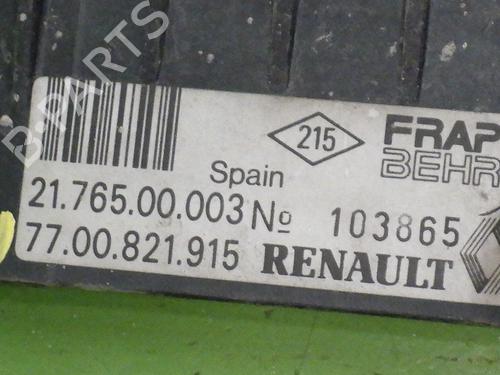 B-PARTS
215
FRAP
BEHR
Spain
21.765.00.003 Nº 103865
77.00.821.915 RENAULT